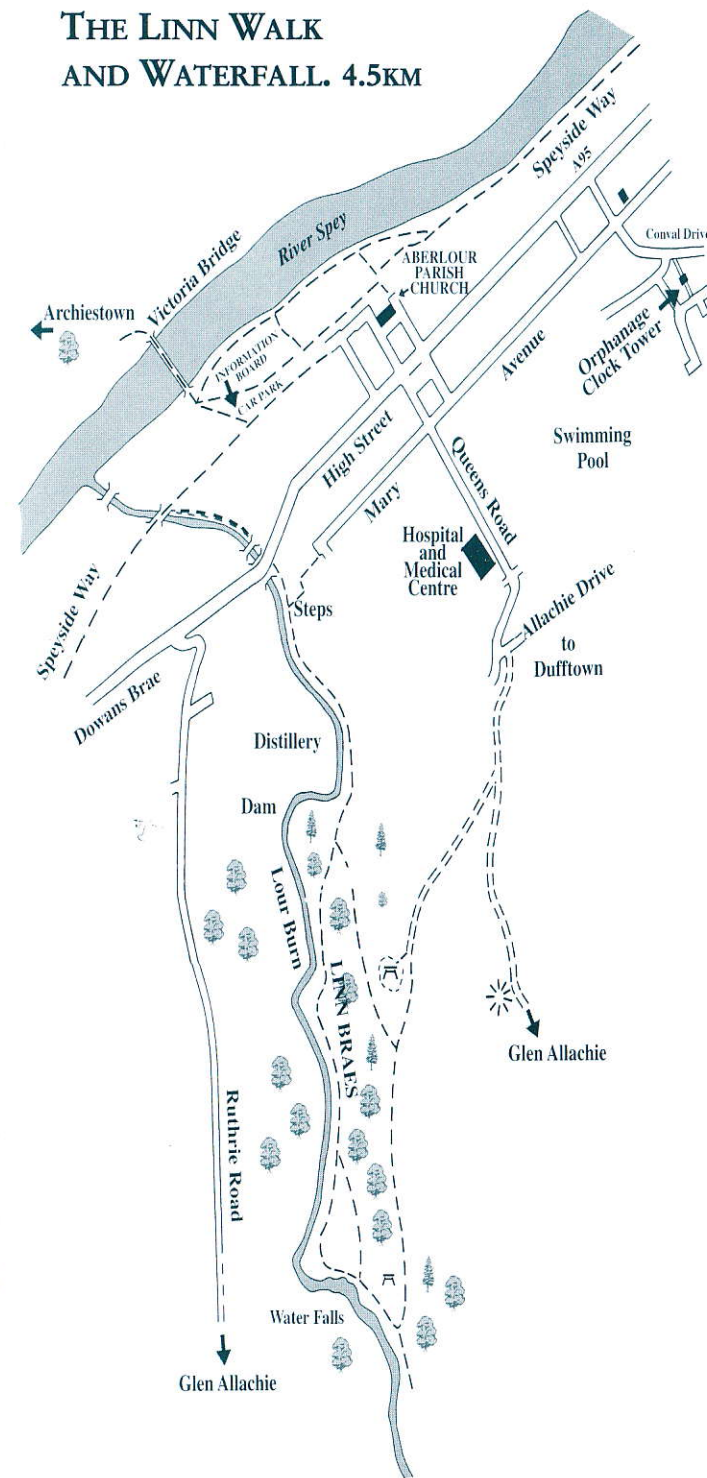 THE LINN WALK
AND WATERFALL. 4.5KM
Speyside Way
A95
River Spey
Victoria Bridge
Conval Drive
ABERLOUR
PARISH
CHURCH
Archiestown
Orphanage
Clock Tower
INFORMATION
BOARD
CAR PARK
Avenue
High Street
Swimming
Pool
Mary
Queens Road
Hospital
and
Medical
Centre
Speyside Way
Steps
Allachie Drive
to
Dufftown
Dowans Brae
Distillery
Dam
Lour Burn
LINN BRAES
Glen Allachie
Ruthrie Road
Water Falls
Glen Allachie